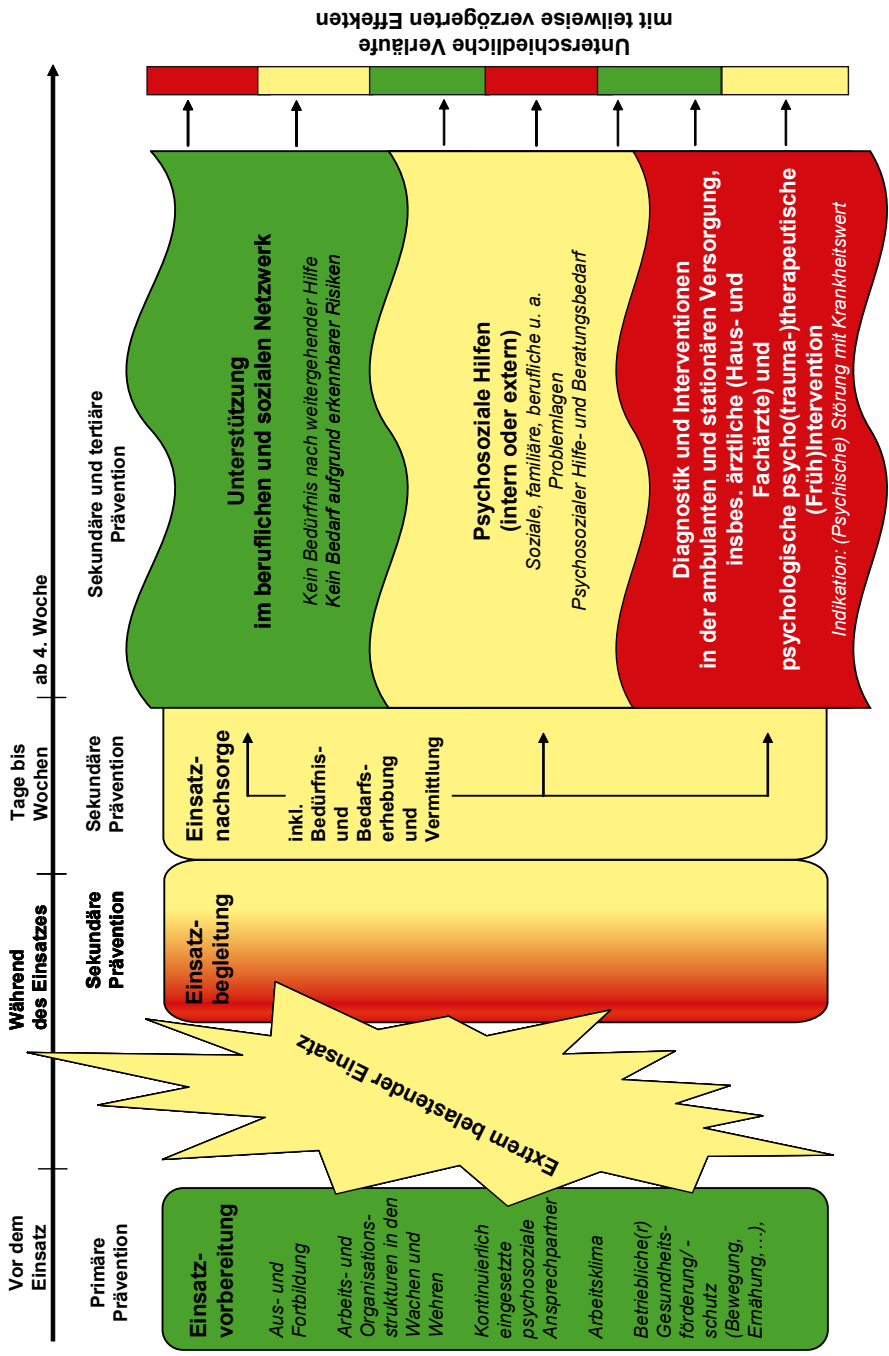 Vor dem
Einsatz
Während
des Einsatzes
Tage bis
Wochen
ab 4. Woche
Primäre
Prävention
Sekundäre
Prävention
Sekundäre
Prävention
Sekundäre und tertiäre
Prävention
Einsatz-
vorbereitung
Aus- und
Fortbildung
Arbeits- und
Organisations-
strukturen in den
Wachen und
Wehren
Kontinuierlich
eingesetzte
psychosoziale
Ansprechpartner
Arbeitsklima
Betriebliche(r)
Gesundheits-
förderung/ -
schutz
(Bewegung,
Ernährung, …),
Extrem belastender Einsatz
Einsatz-
begleitung
Einsatz-
nachsorge
inkl.
Bedürfnis-
und
Bedarfs-
erhebung
und
Vermittlung
Unterstützung
im beruflichen und sozialen Netzwerk
Kein Bedürfnis nach weitergehender Hilfe
Kein Bedarf aufgrund erkennbarer Risiken
Psychosoziale Hilfen
(intern oder extern)
Soziale, familiäre, berufliche u. a.
Problemlagen
Psychosozialer Hilfe- und Beratungsbedarf
Diagnostik und Interventionen
in der ambulanten und stationären Versorgung,
insbes. ärztliche (Haus- und
Fachärzte) und
psychologische psycho(trauma-)therapeutische
(Früh)Intervention
Indikation: (Psychische) Störung mit Krankheitswert
Unterschiedliche Verläufe
mit teilweise verzögerten Effekten